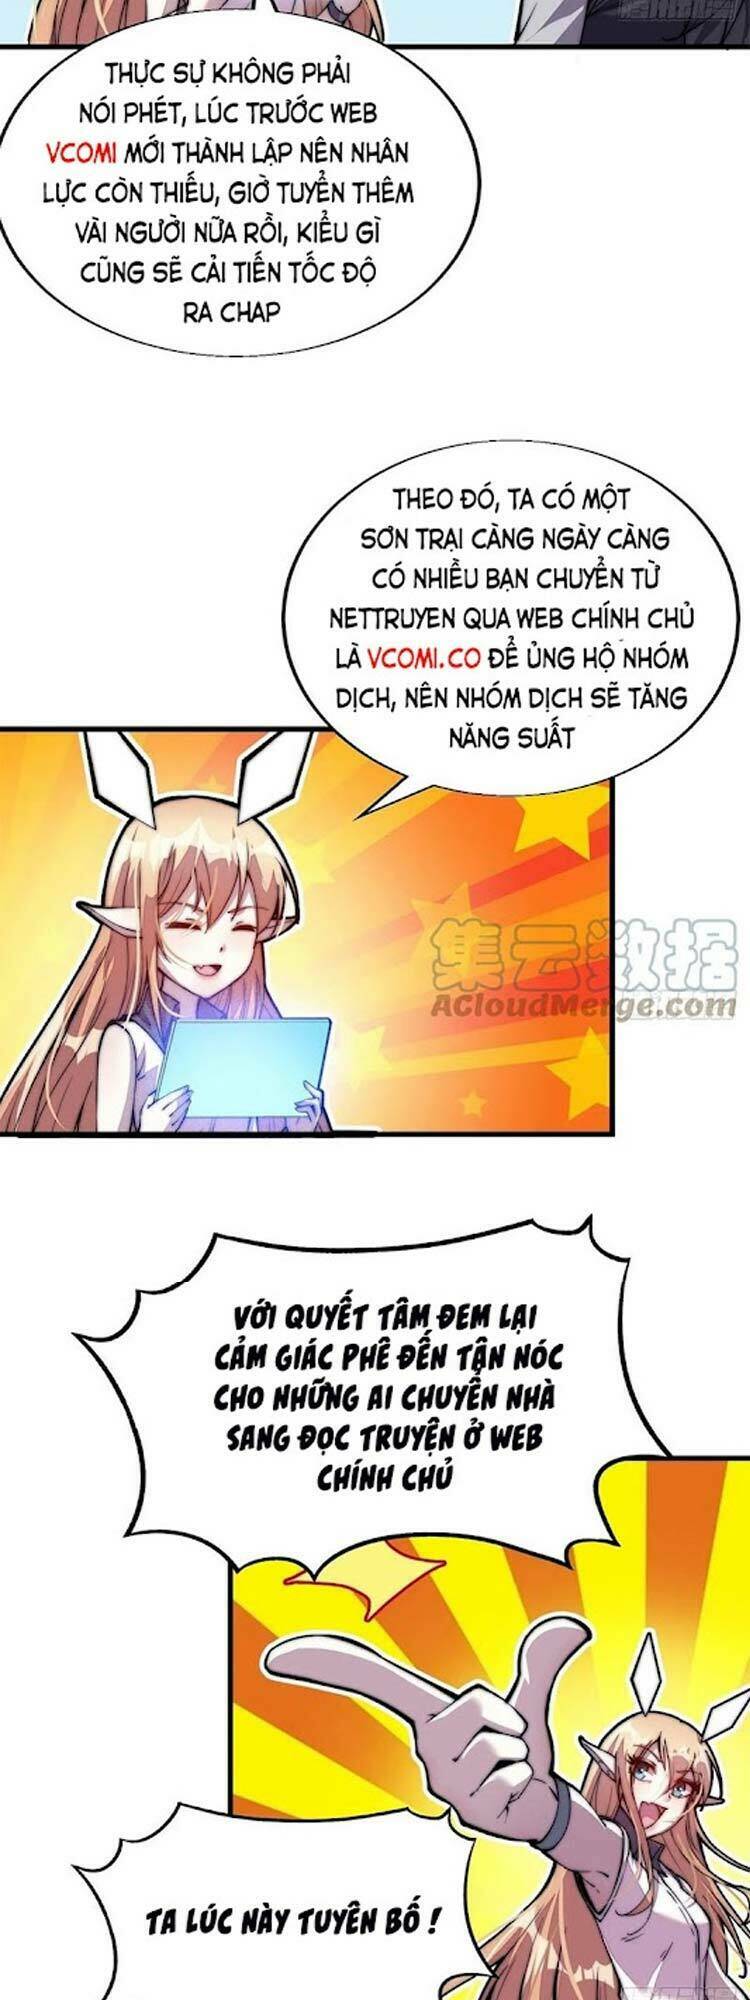 THỰC SỰ KHÔNG PHẢI
NÓI PHÉT, LÚC TRƯỚC WEB
VCOMI MỚI THÀNH LẬP NÊN NHÂN
LỰC CÒN THIẾU, GIỜ TUYỂN THÊM
VÀI NGƯỜI NỮA RỒI, KIỂU GÌ
CŨNG SẼ CẢI TIẾN TỐC ĐỘ
RA CHAP
THEO ĐÓ, TA CÓ MỘT
SƠN TRẠI CÀNG NGÀY CÀNG
CÓ NHIỀU BẠN CHUYỂN TỪ
NETTRUYEN QUA WEB CHÍNH CHỦ
LÀ VCOMI.CO ĐỂ ỦNG HỘ NHÓM
DỊCH, NÊN NHÓM DỊCH SẼ TĂNG
NĂNG SUẤT
集云数据
ACloudMerge.com
VỚI QUYẾT TÂM ĐEM LẠI
CẢM GIÁC PHÊ ĐẾN TẬN NÓC
CHO NHỮNG AI CHUYỂN NHÀ
SANG ĐỌC TRUYỆN Ở WEB
CHÍNH CHỦ
TA LÚC NÀY TUYÊN BỐ !